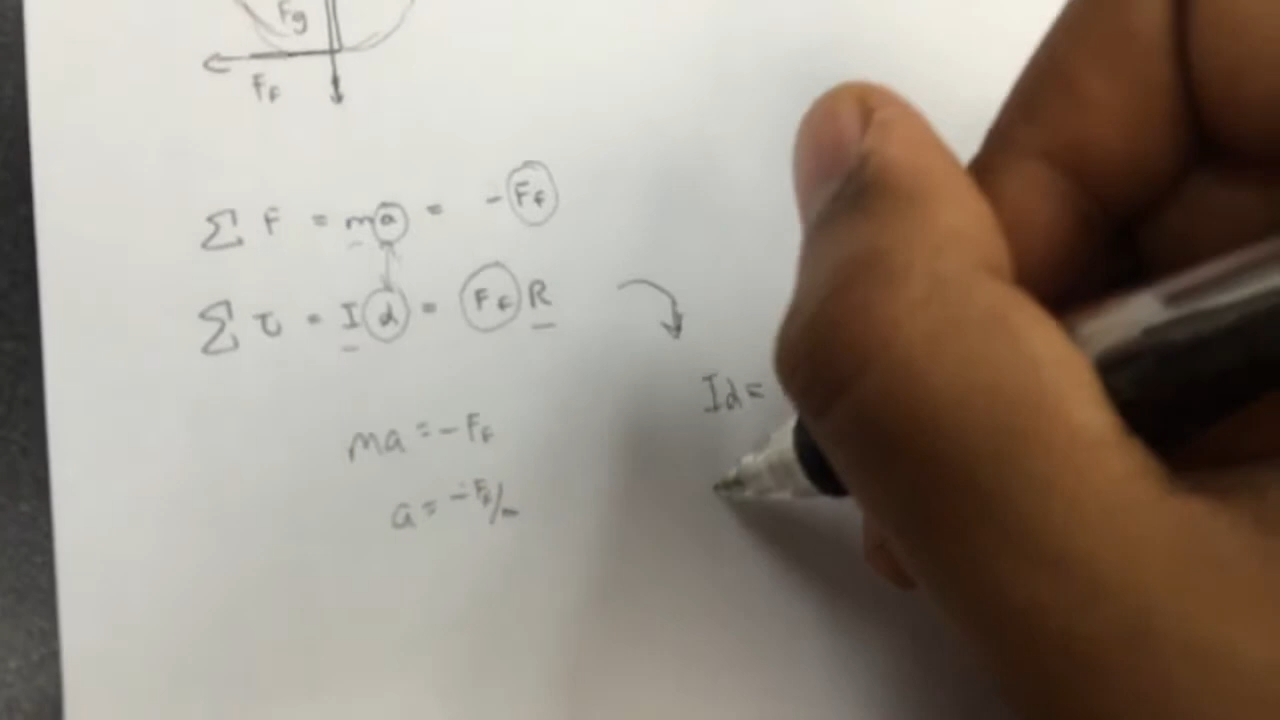 Fg
Ff
Σ F = ma = -Ff
Σ τ = Iα = Ff R
Iα =
ma = -Ff
a = -Ff/m